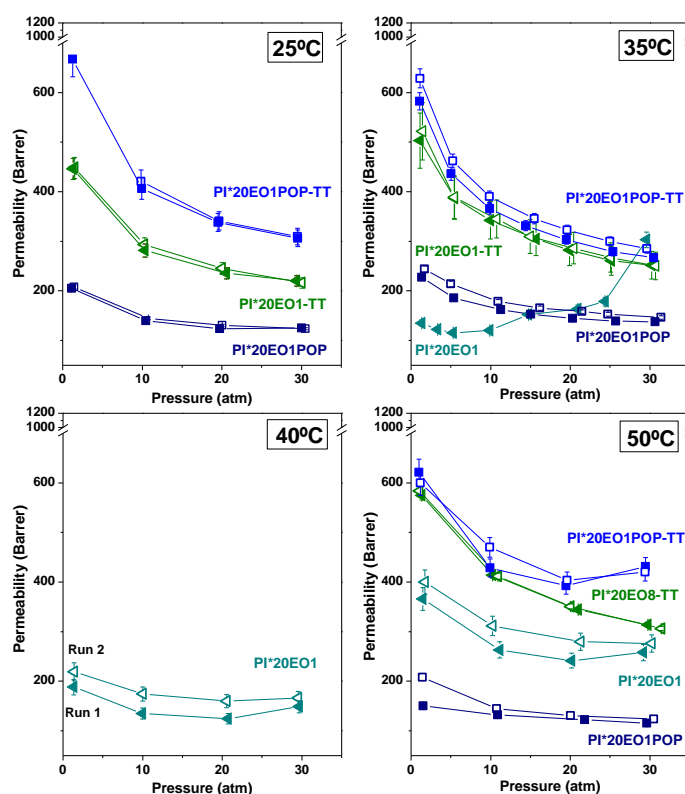 1200
1000
600
400
200
0
10
20
30
Permeability (Barrer)
Pressure (atm)
25ºC
PI*20EO1POP-TT
PI*20EO1-TT
PI*20EO1POP
1200
1000
600
400
200
0
10
20
30
Permeability (Barrer)
Pressure (atm)
35ºC
PI*20EO1POP-TT
PI*20EO1-TT
PI*20EO1POP
PI*20EO1
1200
1000
600
400
200
0
10
20
30
Permeability (Barrer)
Pressure (atm)
40ºC
Run 2
PI*20EO1
Run 1
1200
1000
600
400
200
0
10
20
30
Permeability (Barrer)
Pressure (atm)
50ºC
PI*20EO1POP-TT
PI*20EO8-TT
PI*20EO1
PI*20EO1POP